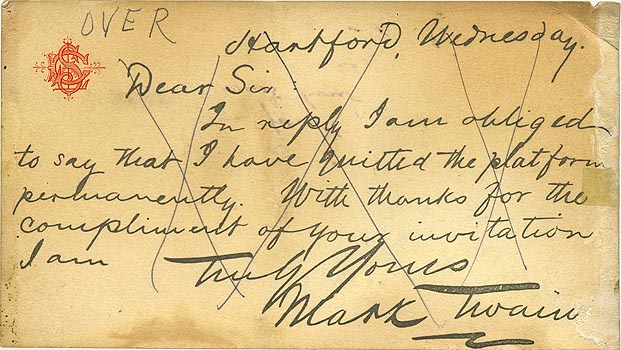 OVER
Hartford, Wednesday.
Dear Sir:
In reply I am obliged
to say that I have quitted the platform
permanently. With thanks for the
compliment of your invitation
I am
Truly Yours
Mark Twain